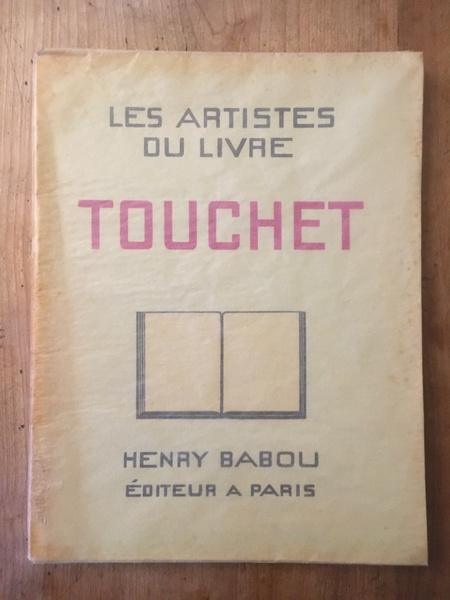 LES ARTISTES
DU LIVRE
TOUCHET
HENRY BABOU
ÉDITEUR A PARIS